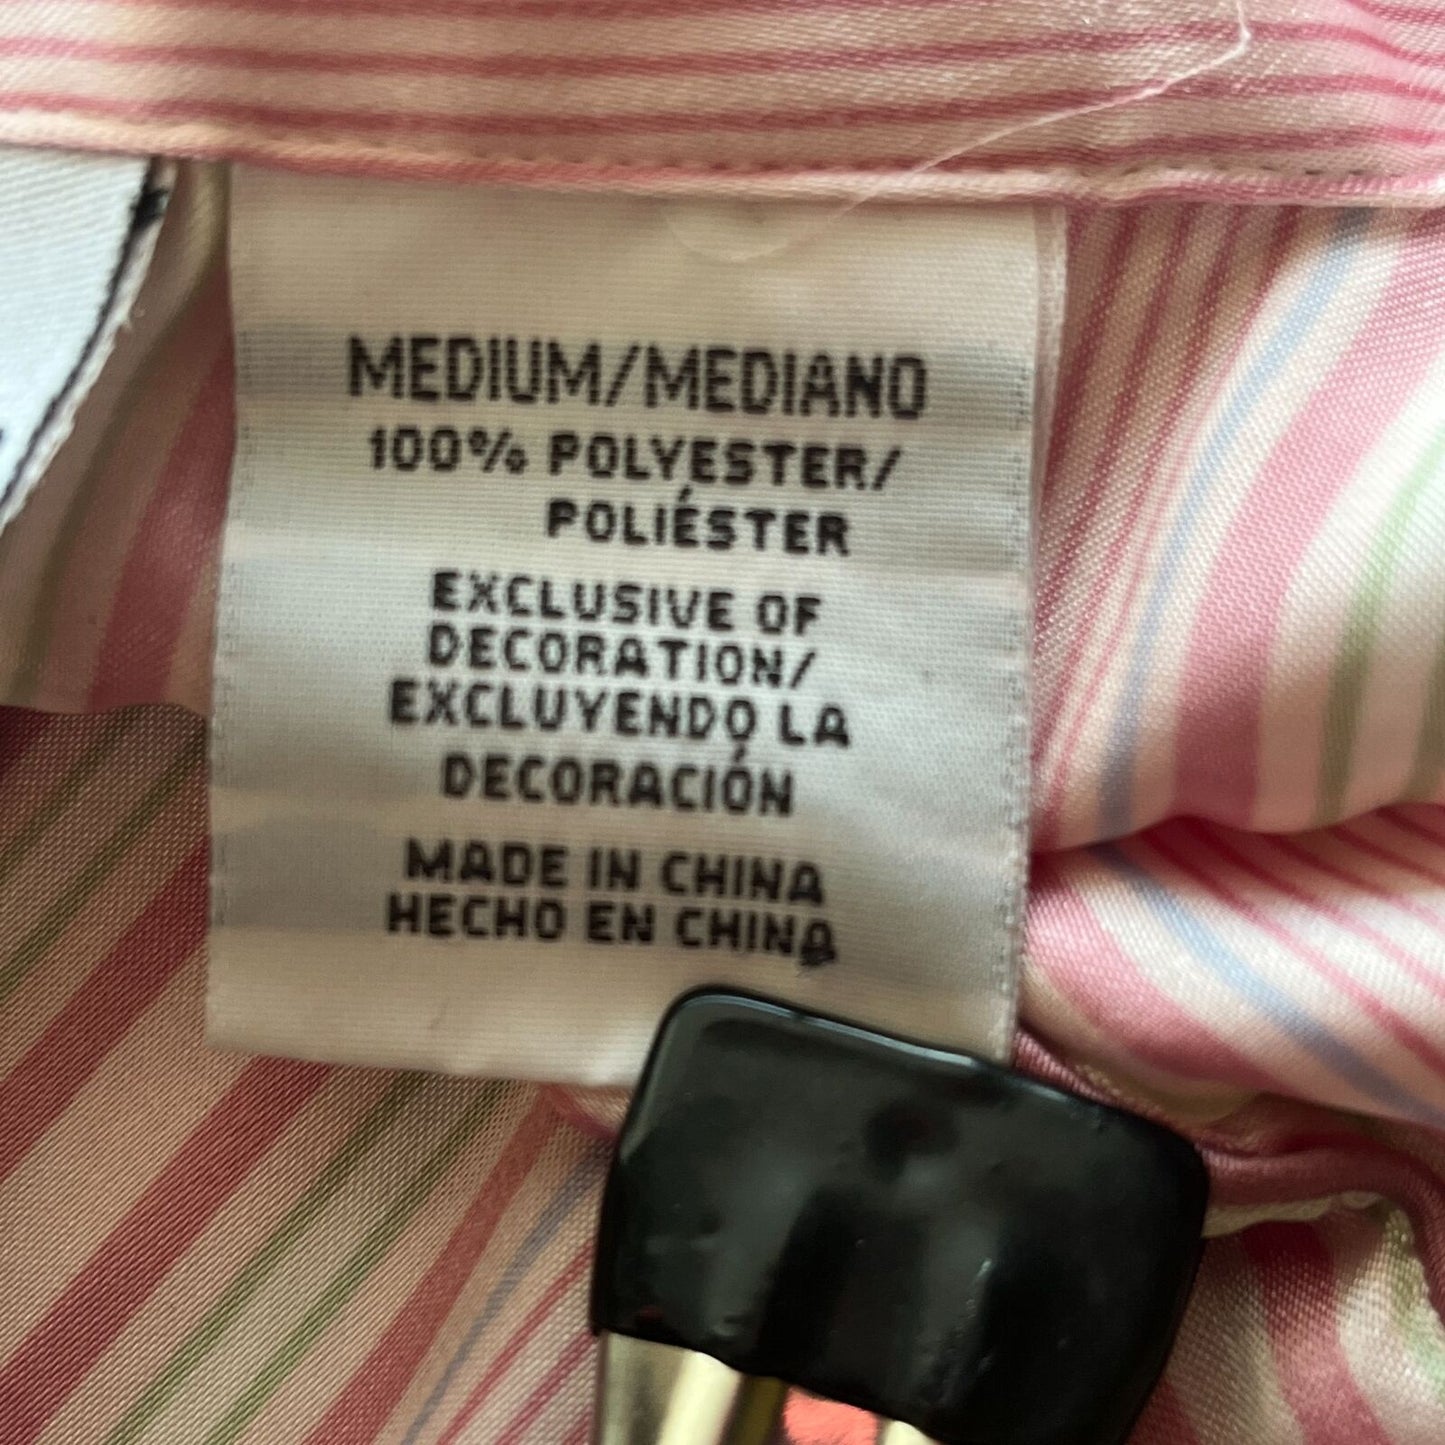 MEDIUM/MEDIANO
100% POLYESTER/
POLIÉSTER
EXCLUSIVE OF
DECORATION/
EXCLUYENDO LA
DECORACIÓN
MADE IN CHINA
HECHO EN CHINA